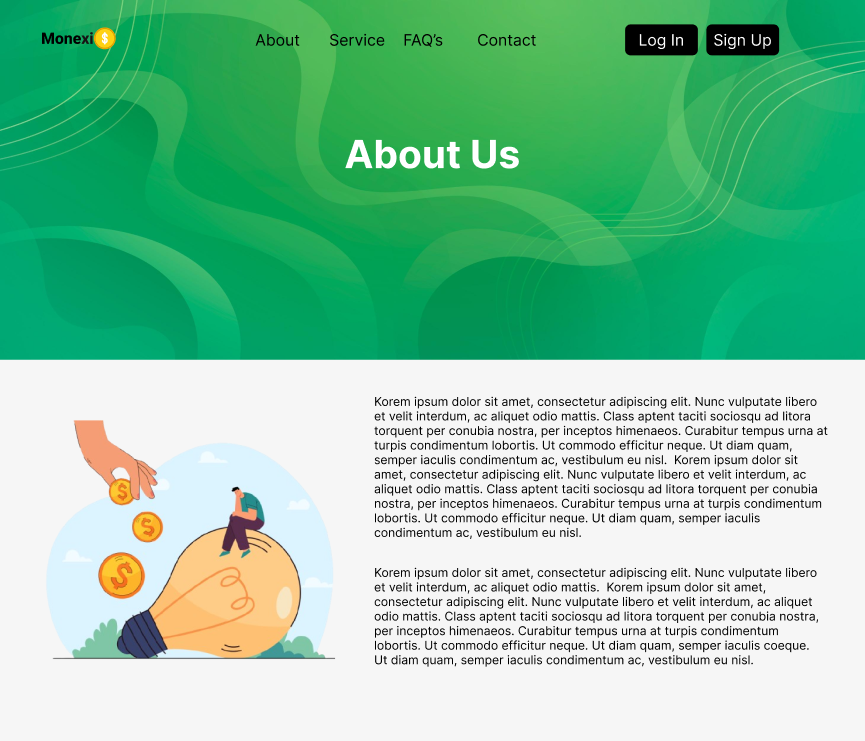 Monexi$
About Service FAQ's Contact Log In Sign Up
About Us
Korem ipsum dolor sit amet, consectetur adipiscing elit. Nunc vulputate libero
et velit interdum, ac aliquet odio mattis. Class aptent taciti sociosqu ad litora
torquent per conubia nostra, per inceptos himenaeos. Curabitur tempus urna at
turpis condimentum lobortis. Ut commodo efficitur neque. Ut diam quam,
semper iaculis condimentum ac, vestibulum eu nisl.  Korem ipsum dolor sit
amet, consectetur adipiscing elit. Nunc vulputate libero et velit interdum, ac
aliquet odio mattis. Class aptent taciti sociosqu ad litora torquent per conubia
nostra, per inceptos himenaeos. Curabitur tempus urna at turpis condimentum
lobortis. Ut commodo efficitur neque. Ut diam quam, semper iaculis
condimentum ac, vestibulum eu nisl.
Korem ipsum dolor sit amet, consectetur adipiscing elit. Nunc vulputate libero
et velit interdum, ac aliquet odio mattis.  Korem ipsum dolor sit amet,
consectetur adipiscing elit. Nunc vulputate libero et velit interdum, ac aliquet
odio mattis. Class aptent taciti sociosqu ad litora torquent per conubia nostra,
per inceptos himenaeos. Curabitur tempus urna at turpis condimentum
lobortis. Ut commodo efficitur neque. Ut diam quam, semper iaculis coeque.
Ut diam quam, semper iaculis condimentum ac, vestibulum eu nisl.
$
$
$